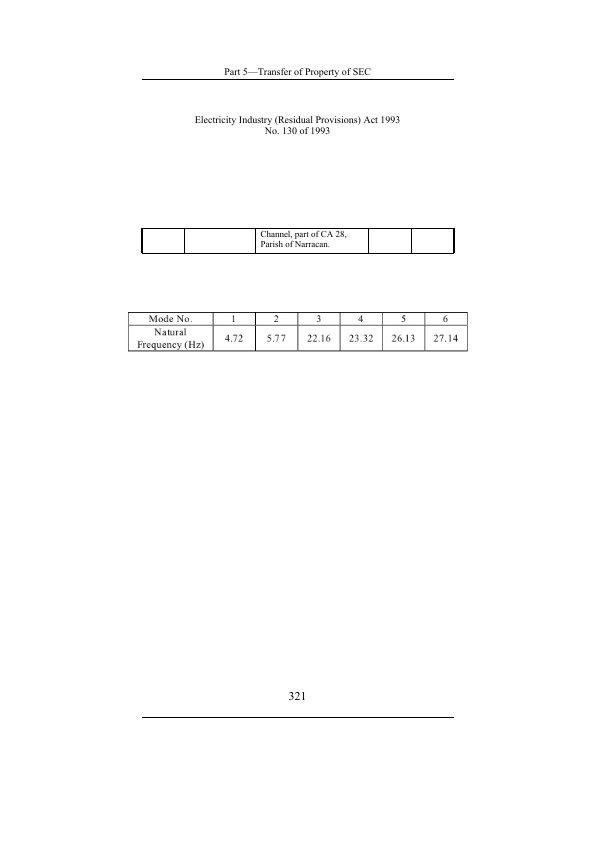 Part 5—Transfer of Property of SEC
Electricity Industry (Residual Provisions) Act 1993
No. 130 of 1993
Channel, part of CA 28,
Parish of Narracan.
Mode No. 1 2 3 4 5 6
Natural
Frequency (Hz) 4.72 5.77 22.16 23.32 26.13 27.14
321